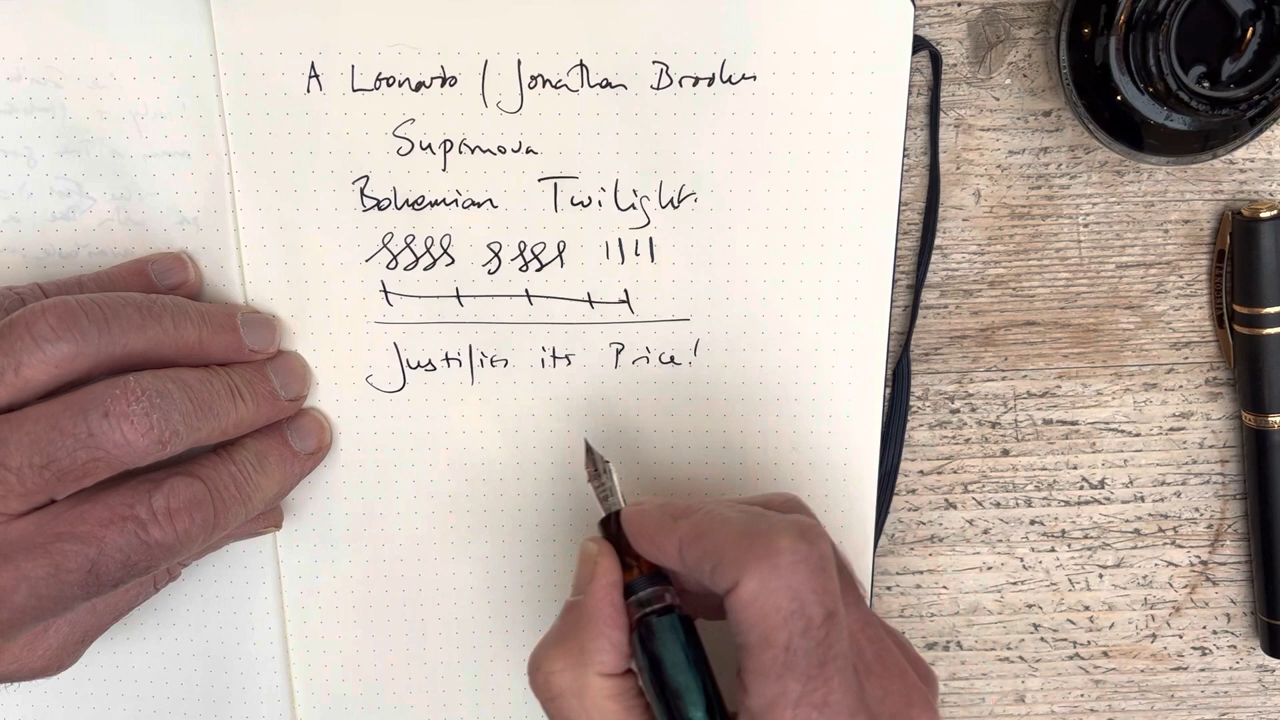 A Leonardo / Jonathan Brooks
Supernova
Bohemian Twilight.
Justifies its Price!